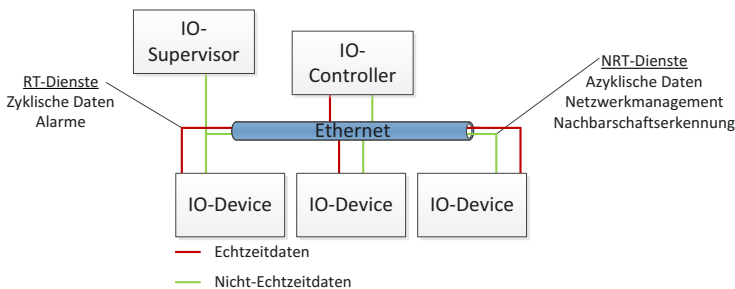 IO-
Supervisor
IO-
Controller
RT-Dienste
Zyklische Daten
Alarme
NRT-Dienste
Azyklische Daten
Netzwerkmanagement
Nachbarschaftserkennung
Ethernet
IO-Device
IO-Device
IO-Device
Echtzeitdaten
Nicht-Echtzeitdaten